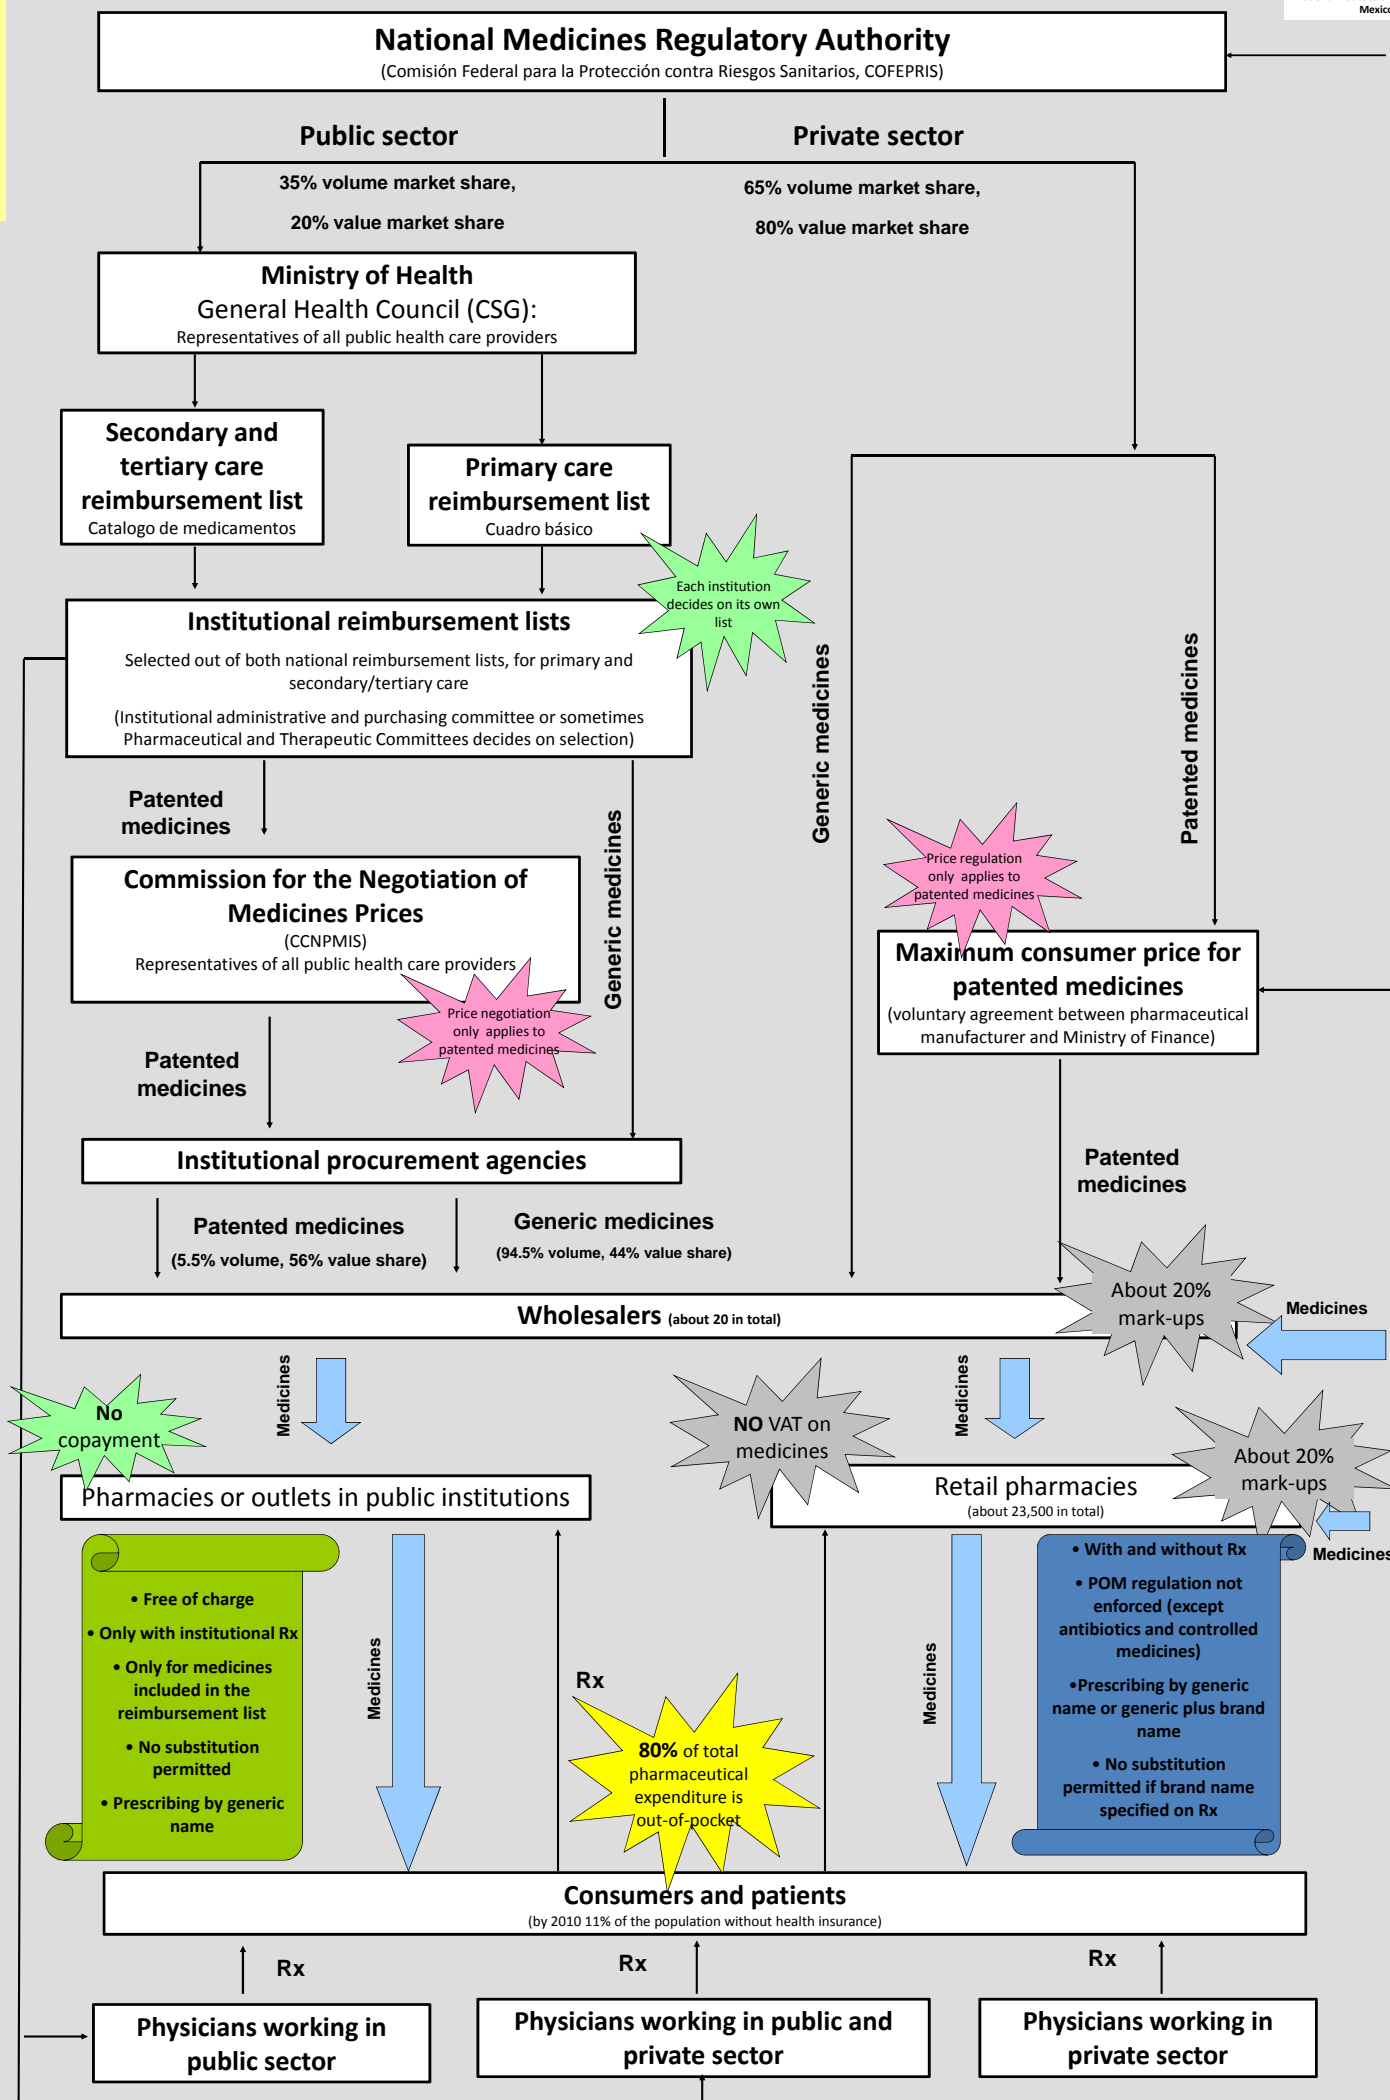 Mexico
National Medicines Regulatory Authority
(Comisión Federal para la Protección contra Riesgos Sanitarios, COFEPRIS)
Public sector
Private sector
35% volume market share,
20% value market share
65% volume market share,
80% value market share
Ministry of Health
General Health Council (CSG):
Representatives of all public health care providers
Secondary and
tertiary care
reimbursement list
Catalogo de medicamentos
Primary care
reimbursement list
Cuadro básico
Each institution
decides on its own
list
Institutional reimbursement lists
Selected out of both national reimbursement lists, for primary and
secondary/tertiary care
(Institutional administrative and purchasing committee or sometimes
Pharmaceutical and Therapeutic Committees decides on selection)
Generic medicines
Patented medicines
Patented
medicines
Generic medicines
Price regulation
only applies to
patented medicines
Commission for the Negotiation of
Medicines Prices
(CCNPMIS)
Representatives of all public health care providers
Price negotiation
only applies to
patented medicines
Maximum consumer price for
patented medicines
(voluntary agreement between pharmaceutical
manufacturer and Ministry of Finance)
Patented
medicines
Institutional procurement agencies
Patented
medicines
Patented medicines
(5.5% volume, 56% value share)
Generic medicines
(94.5% volume, 44% value share)
About 20%
mark-ups
Medicines
Wholesalers (about 20 in total)
Medicines
Medicines
No
copayment
NO VAT on
medicines
About 20%
mark-ups
Pharmacies or outlets in public institutions
Retail pharmacies
(about 23,500 in total)
Medicines
• Free of charge
• Only with institutional Rx
• Only for medicines
included in the
reimbursement list
• No substitution
permitted
• Prescribing by generic
name
Medicines
Rx
80% of total
pharmaceutical
expenditure is
out-of-pocket
Medicines
• With and without Rx
• POM regulation not
enforced (except
antibiotics and controlled
medicines)
•Prescribing by generic
name or generic plus brand
name
• No substitution
permitted if brand name
specified on Rx
Consumers and patients
(by 2010 11% of the population without health insurance)
Rx
Rx
Rx
Physicians working in
public sector
Physicians working in public and
private sector
Physicians working in
private sector